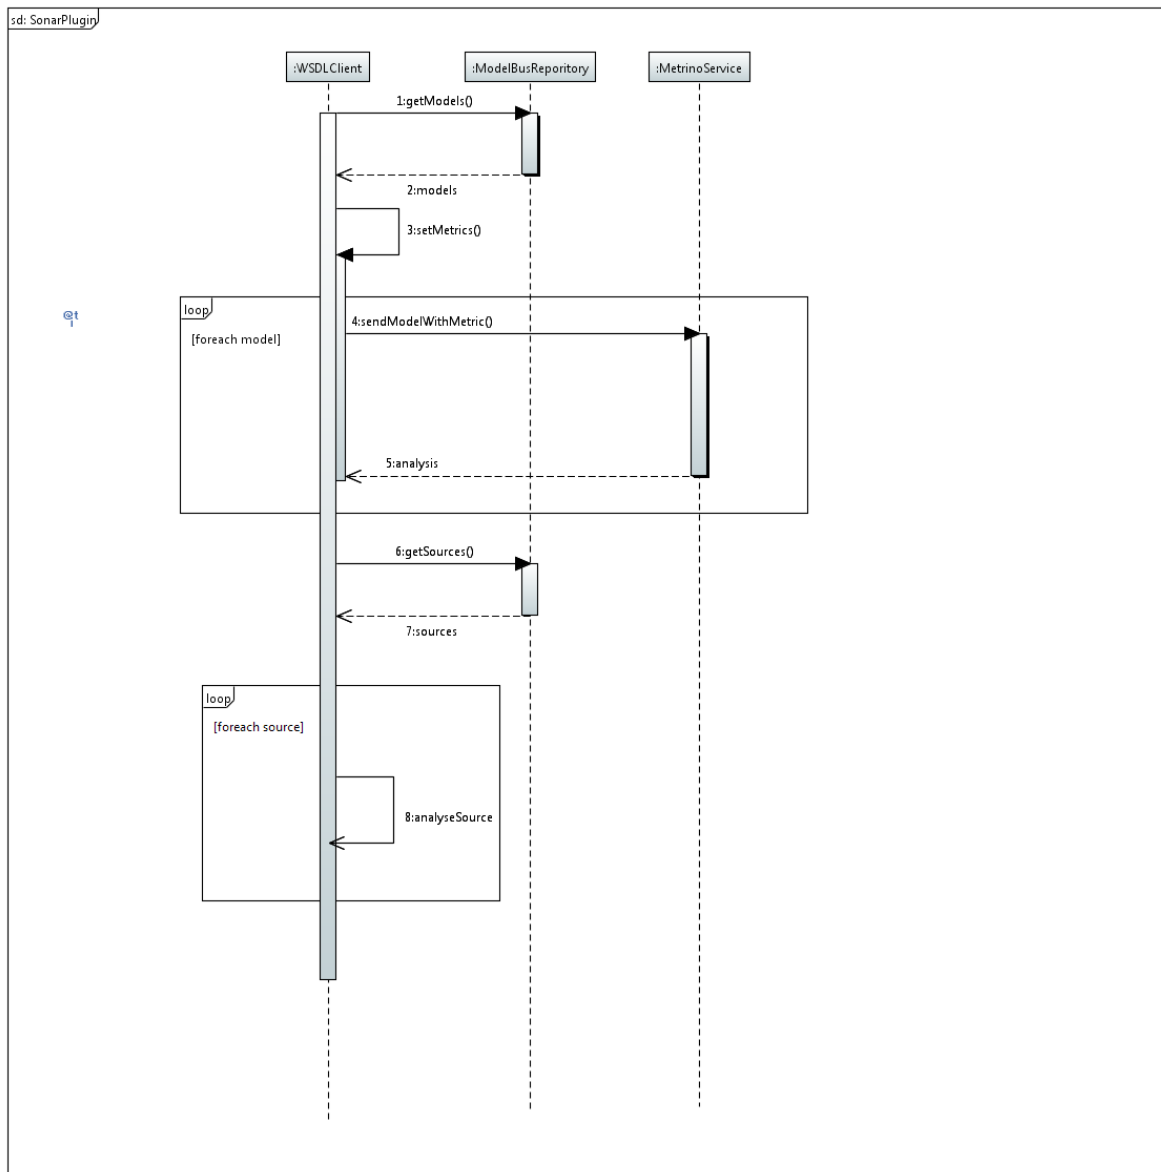 sd: SonarPlugin
:WSDLClient
:ModelBusReporitory
:MetrinoService
1:getModels()
2:models
3:setMetrics()
loop
[foreach model]
4:sendModelWithMetric()
5:analysis
6:getSources()
7:sources
loop
[foreach source]
8:analyseSource